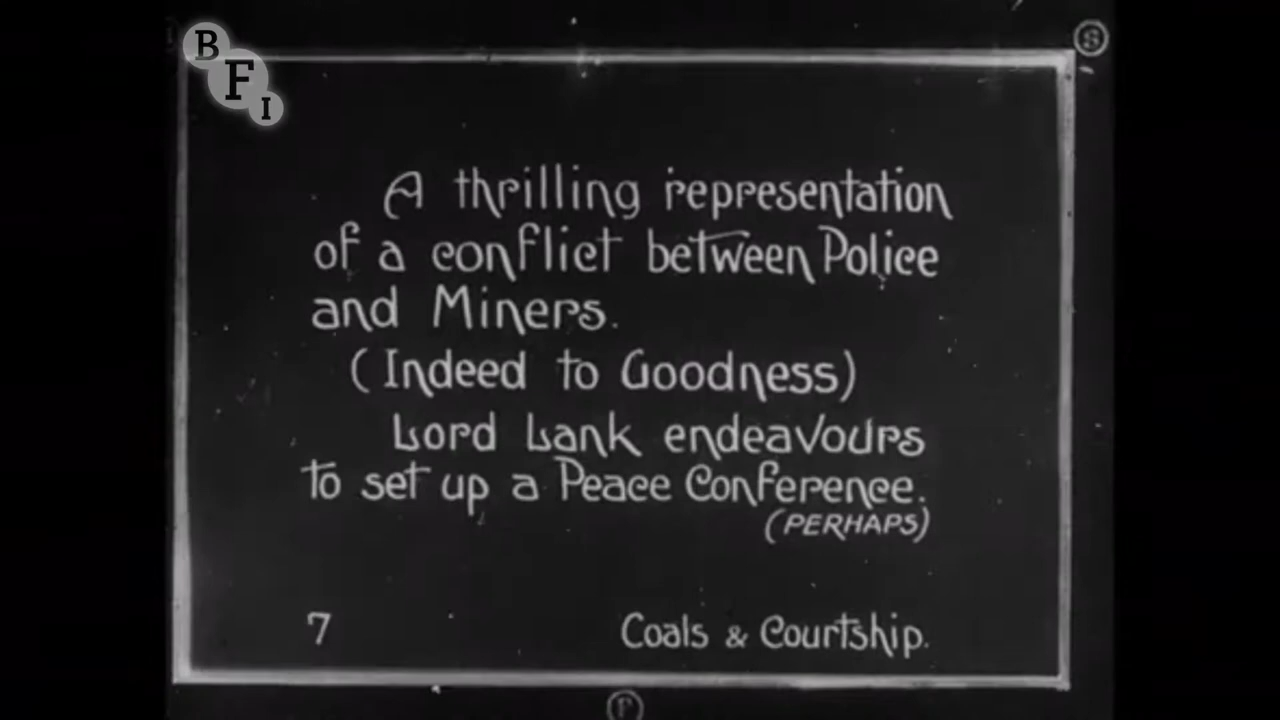 BFI
S
A thrilling representation
of a conflict between Police
and Miners.
(Indeed to Goodness)
Lord Lank endeavours
to set up a Peace Conference.
(PERHAPS)
7 Coals & Courtship.
P